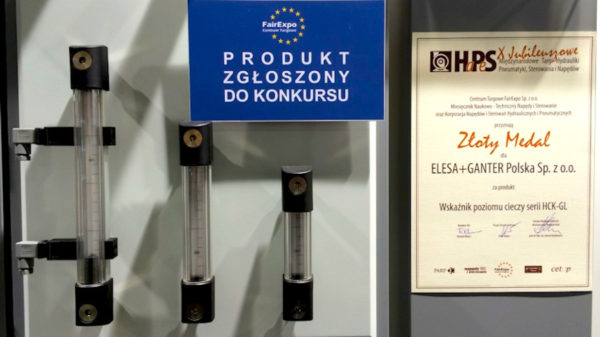 FairExpo
Centrum Targowe
PRODUKT
ZGŁOSZONY
DO KONKURSU
HaPeS X Jubileuszowe
Międzynarodowe Targi Hydrauliki
Pneumatyki, Sterowania i Napędów
Centrum Targowe FairExpo Sp. z o.o.
Miesięcznik Naukowo - Techniczny Napędy i Sterowanie
oraz Korporacja Napędów i Sterowań Hydraulicznych i Pneumatycznych
przyznają
Złoty Medal
dla
ELESA+GANTER Polska Sp. z o.o.
za produkt
Wskaźnik poziomu cieczy serii HCK-GL
FairExpo